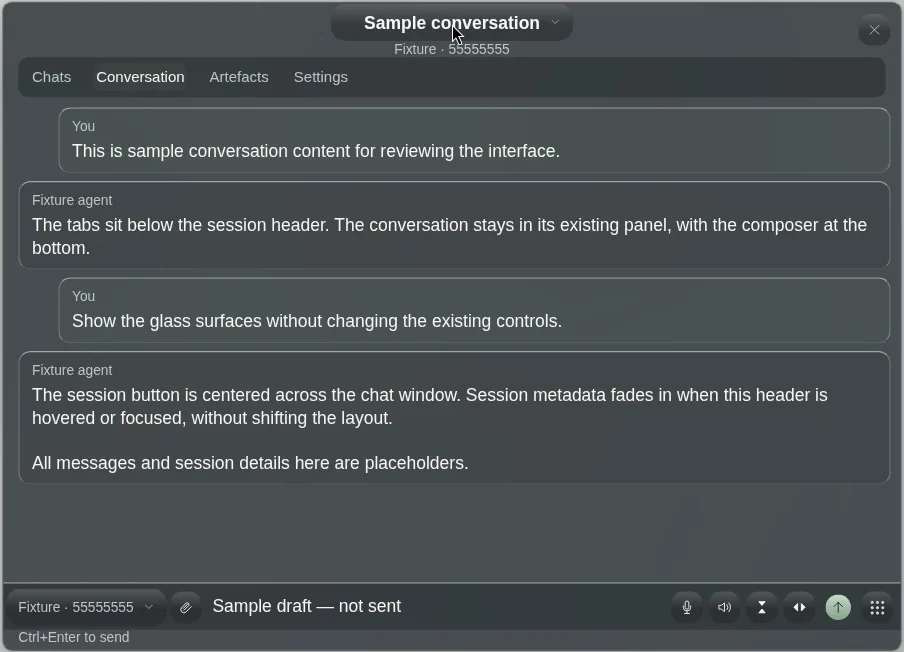 Sample conversation
Fixture · 55555555
Chats
Conversation
Artefacts
Settings
You
This is sample conversation content for reviewing the interface.
Fixture agent
The tabs sit below the session header. The conversation stays in its existing panel, with the composer at the
bottom.
You
Show the glass surfaces without changing the existing controls.
Fixture agent
The session button is centered across the chat window. Session metadata fades in when this header is
hovered or focused, without shifting the layout.
All messages and session details here are placeholders.
Fixture · 55555555
Sample draft — not sent
Ctrl+Enter to send